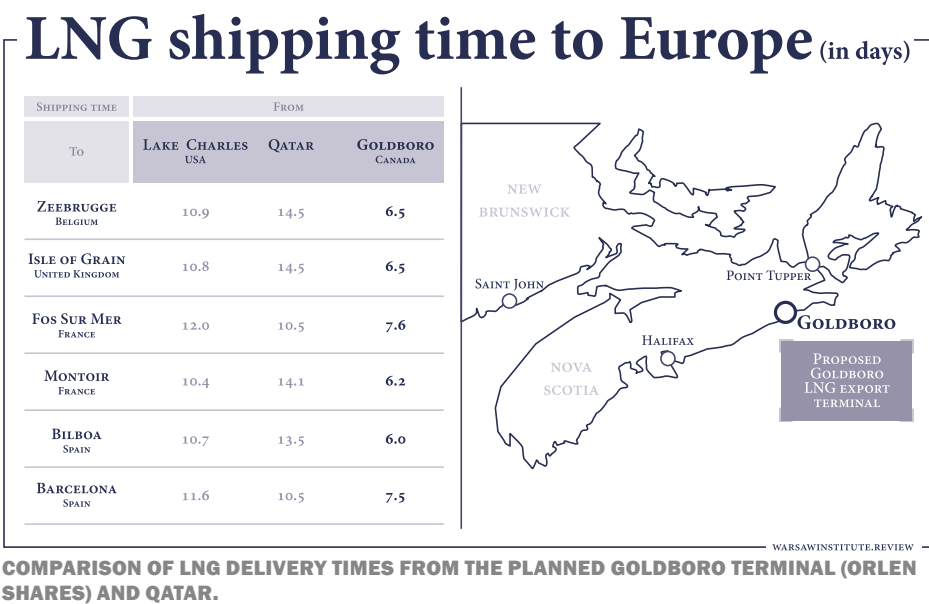 LNG shipping time to Europe (in days)
Shipping time From
To Lake Charles Qatar Goldboro
USA Canada
Zeebrugge 10.9 14.5 6.5
Belgium
Isle of Grain 10.8 14.5 6.5
United Kingdom
Fos Sur Mer 12.0 10.5 7.6
France
Montoir 10.4 14.1 6.2
France
Bilboa 10.7 13.5 6.0
Spain
Barcelona 11.6 10.5 7.5
Spain
NEW
BRUNSWICK
Saint John
Point Tupper
Goldboro
Halifax
NOVA
SCOTIA
Proposed
Goldboro
LNG export
terminal
WARSAWINSTITUTE.REVIEW
COMPARISON OF LNG DELIVERY TIMES FROM THE PLANNED GOLDBORO TERMINAL (ORLEN
SHARES) AND QATAR.